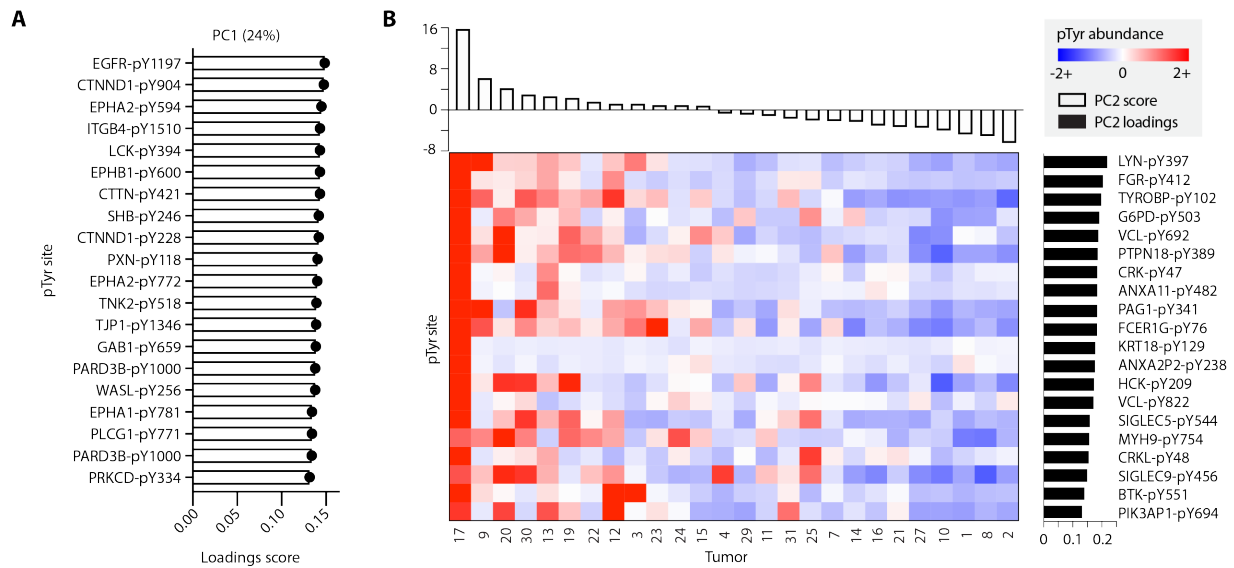 A
PC1 (24%)
pTyr site
EGFR-pY1197
CTNND1-pY904
EPHA2-pY594
ITGB4-pY1510
LCK-pY394
EPHB1-pY600
CTTN-pY421
SHB-pY246
CTNND1-pY228
PXN-pY118
EPHA2-pY772
TNK2-pY518
TJP1-pY1346
GAB1-pY659
PARD3B-pY1000
WASL-pY256
EPHA1-pY781
PLCG1-pY771
PARD3B-pY1000
PRKCD-pY334
0.00 0.05 0.10 0.15
Loadings score
B
16
8
0
-8
pTyr site
17 9 20 30 13 19 22 12 3 23 24 15 4 29 11 31 25 7 14 16 21 27 10 1 8 2
Tumor
pTyr abundance
-2+ 0 2+
PC2 score
PC2 loadings
LYN-pY397
FGR-pY412
TYROBP-pY102
G6PD-pY503
VCL-pY692
PTPN18-pY389
CRK-pY47
ANXA11-pY482
PAG1-pY341
FCER1G-pY76
KRT18-pY129
ANXA2P2-pY238
HCK-pY209
VCL-pY822
SIGLEC5-pY544
MYH9-pY754
CRKL-pY48
SIGLEC9-pY456
BTK-pY551
PIK3AP1-pY694
0 0.1 0.2